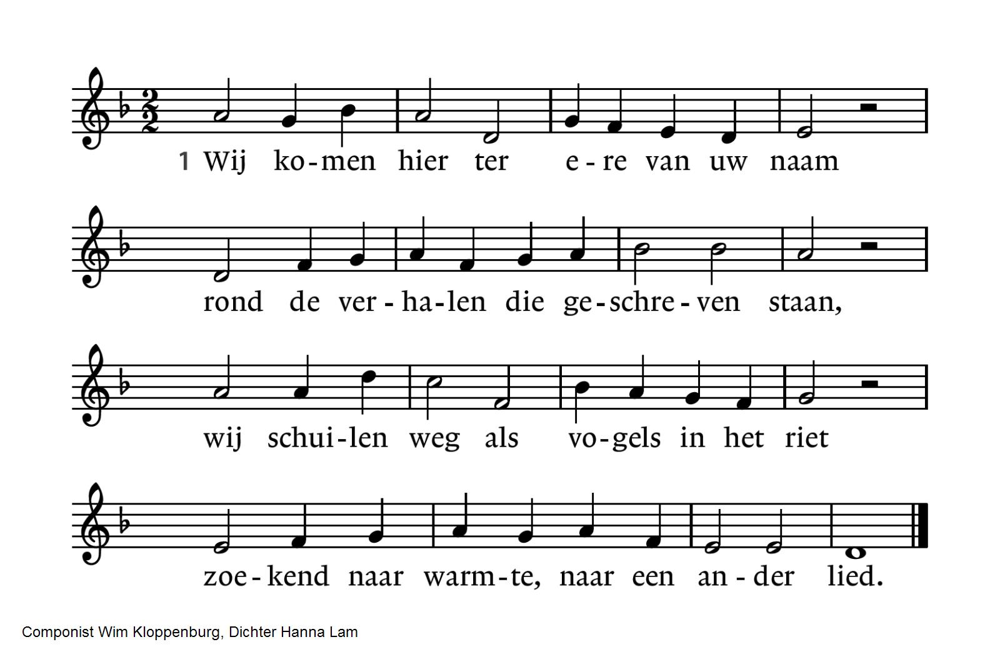 1 Wij ko-men hier ter e-re van uw naam
rond de ver-ha-len die ge-schre-ven staan,
wij schui-len weg als vo-gels in het riet
zoe-kend naar warm-te, naar een an-der lied.
Componist Wim Kloppenburg, Dichter Hanna Lam